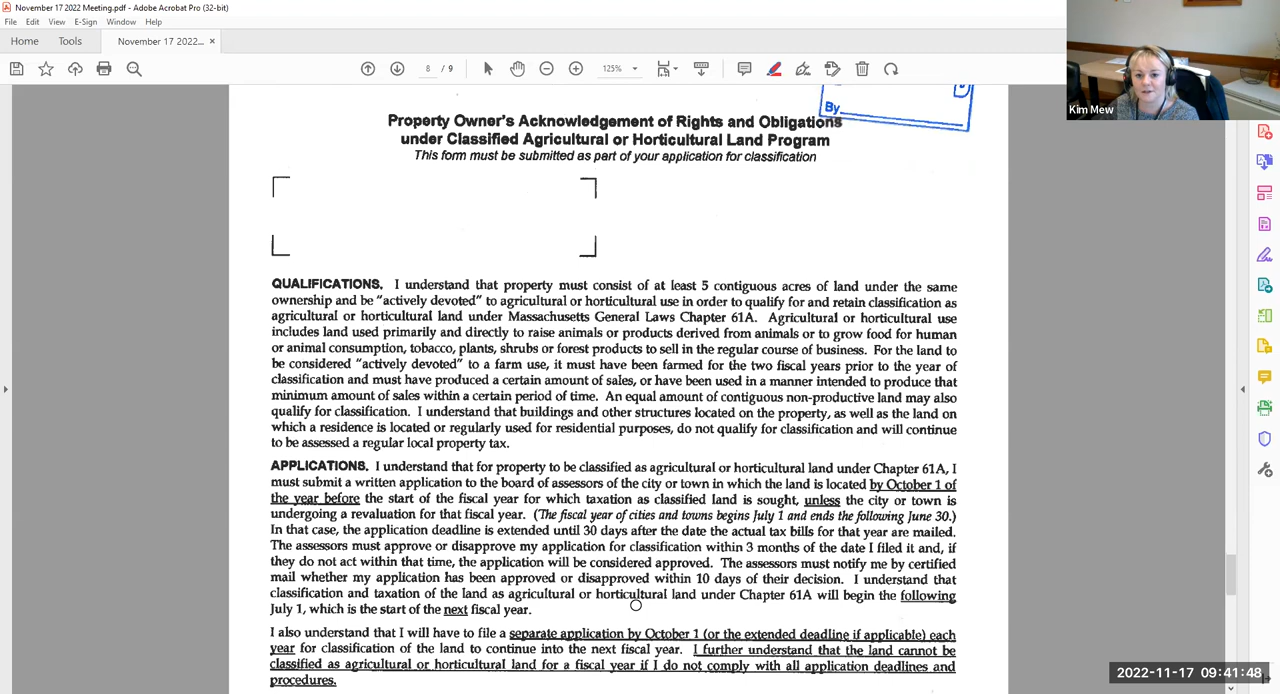 November 17 2022 Meeting.pdf - Adobe Acrobat Pro (32-bit)
File Edit View E-Sign Window Help
Home Tools November 17 2022... ×
8 / 9 125%
Kim Mew
By
Property Owner's Acknowledgement of Rights and Obligations
under Classified Agricultural or Horticultural Land Program
This form must be submitted as part of your application for classification
QUALIFICATIONS. I understand that property must consist of at least 5 contiguous acres of land under the same
ownership and be "actively devoted" to agricultural or horticultural use in order to qualify for and retain classification as
agricultural or horticultural land under Massachusetts General Laws Chapter 61A. Agricultural or horticultural use
includes land used primarily and directly to raise animals or products derived from animals or to grow food for human
or animal consumption, tobacco, plants, shrubs or forest products to sell in the regular course of business. For the land to
be considered "actively devoted" to a farm use, it must have been farmed for the two fiscal years prior to the year of
classification and must have produced a certain amount of sales, or have been used in a manner intended to produce that
minimum amount of sales within a certain period of time. An equal amount of contiguous non-productive land may also
qualify for classification. I understand that buildings and other structures located on the property, as well as the land on
which a residence is located or regularly used for residential purposes, do not qualify for classification and will continue
to be assessed a regular local property tax.
APPLICATIONS. I understand that for property to be classified as agricultural or horticultural land under Chapter 61A, I
must submit a written application to the board of assessors of the city or town in which the land is located by October 1 of
the year before the start of the fiscal year for which taxation as classified land is sought, unless the city or town is
undergoing a revaluation for that fiscal year. (The fiscal year of cities and towns begins July 1 and ends the following June 30.)
In that case, the application deadline is extended until 30 days after the date the actual tax bills for that year are mailed.
The assessors must approve or disapprove my application for classification within 3 months of the date I filed it and, if
they do not act within that time, the application will be considered approved. The assessors must notify me by certified
mail whether my application has been approved or disapproved within 10 days of their decision. I understand that
classification and taxation of the land as agricultural or horticultural land under Chapter 61A will begin the following
July 1, which is the start of the next fiscal year.
I also understand that I will have to file a separate application by October 1 (or the extended deadline if applicable) each
year for classification of the land to continue into the next fiscal year. I further understand that the land cannot be
classified as agricultural or horticultural land for a fiscal year if I do not comply with all application deadlines and
procedures.
2022-11-17 09:41:48